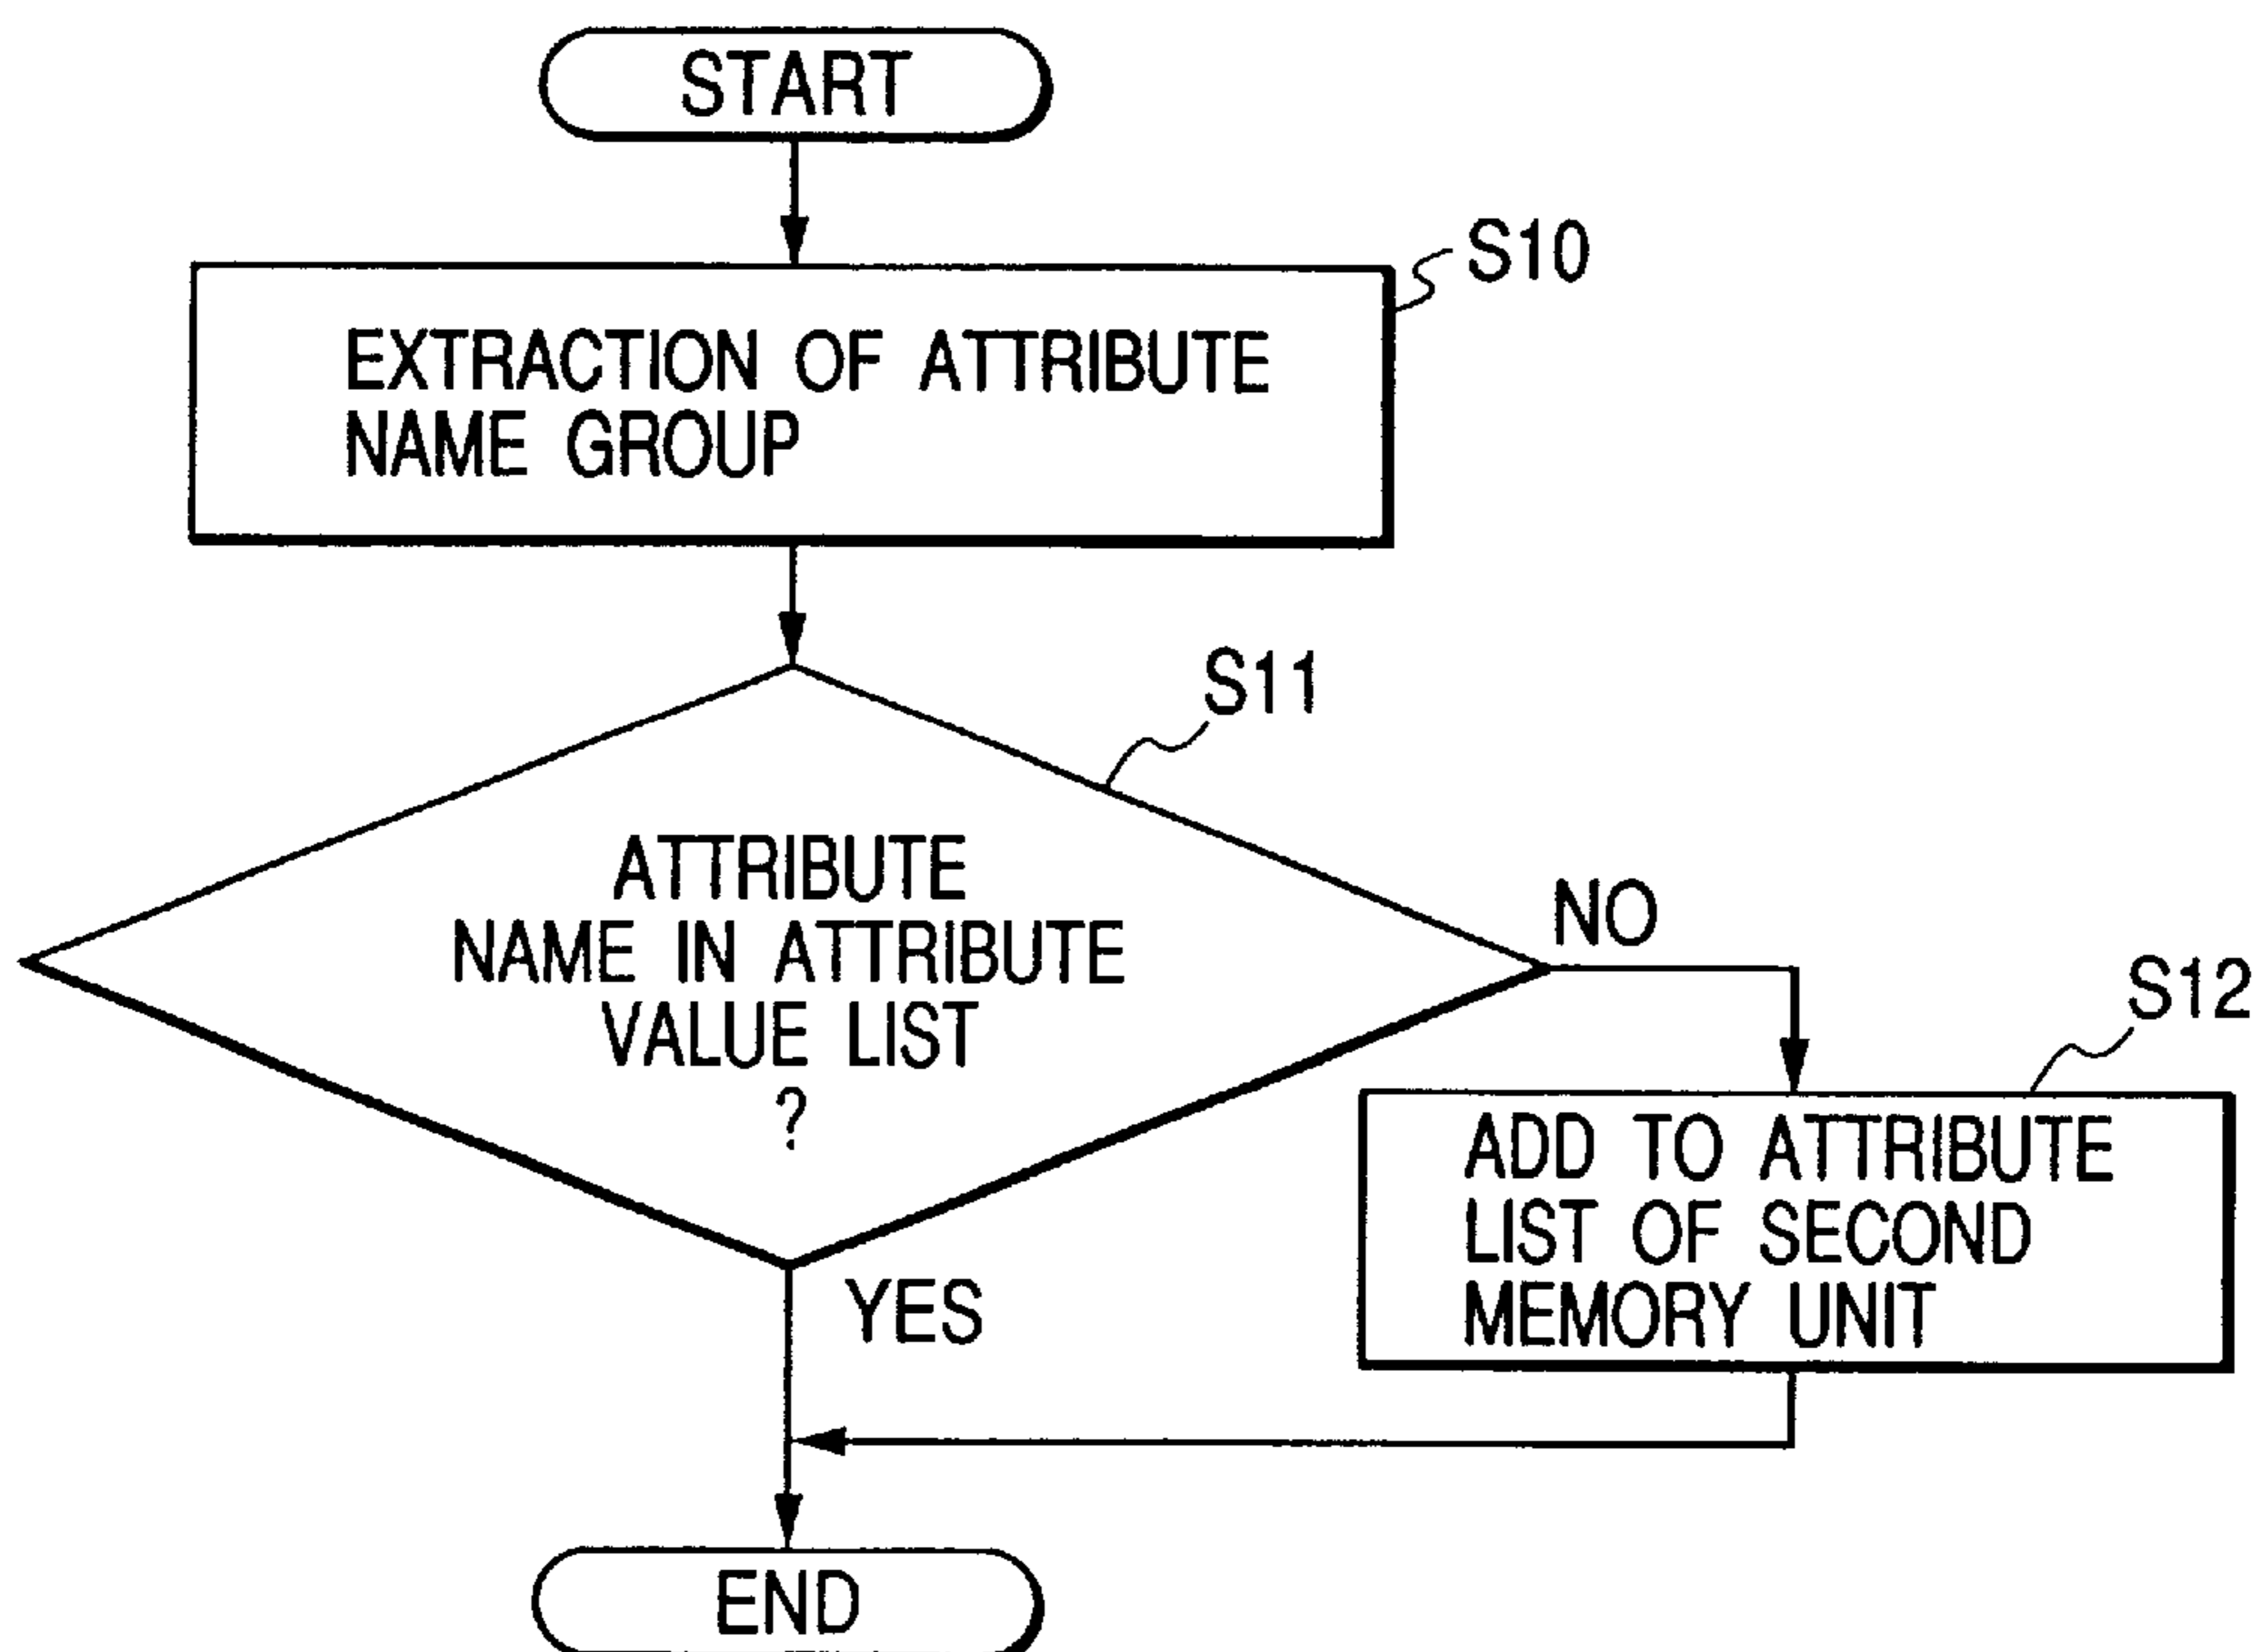 START
S10
EXTRACTION OF ATTRIBUTE
NAME GROUP
S11
ATTRIBUTE
NAME IN ATTRIBUTE
VALUE LIST
?
NO
S12
ADD TO ATTRIBUTE
LIST OF SECOND
MEMORY UNIT
YES
END